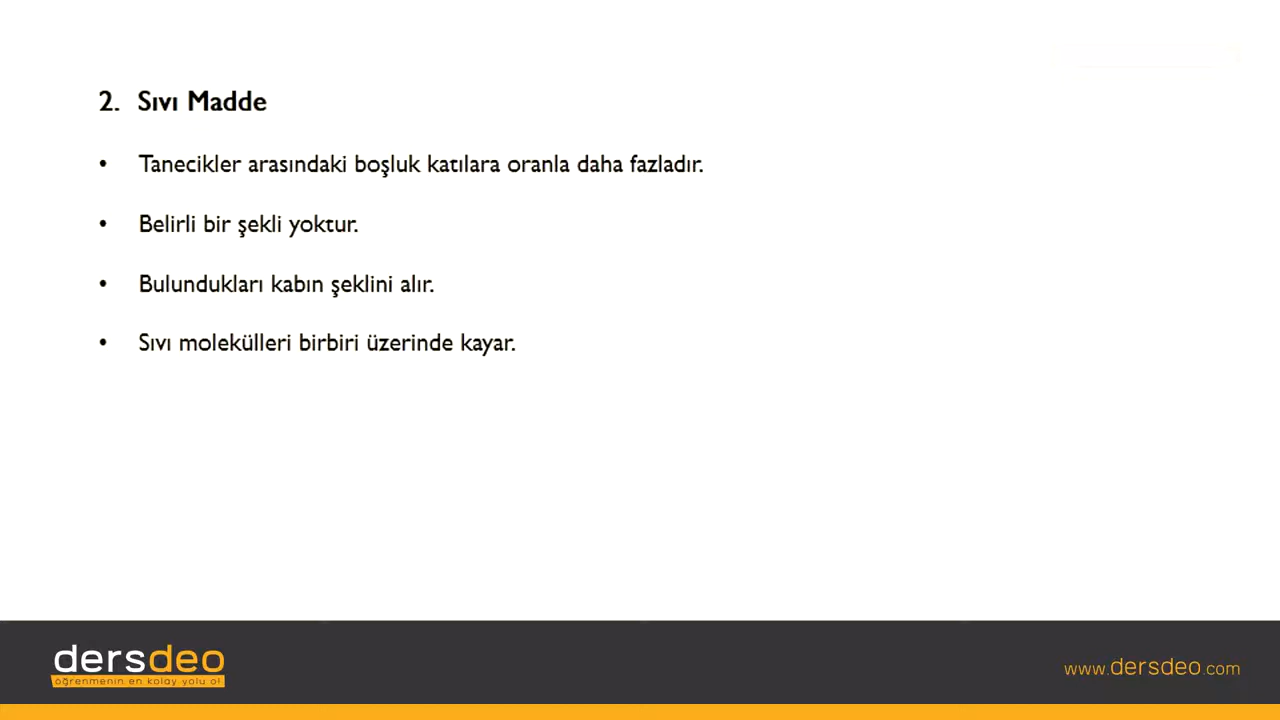 2. Sıvı Madde
• Tanecikler arasındaki boşluk katılara oranla daha fazladır.
• Belirli bir şekli yoktur.
• Bulundukları kabın şeklini alır.
• Sıvı molekülleri birbiri üzerinde kayar.
dersdeo
öğrenmenin en kolay yolu o!
www.dersdeo.com